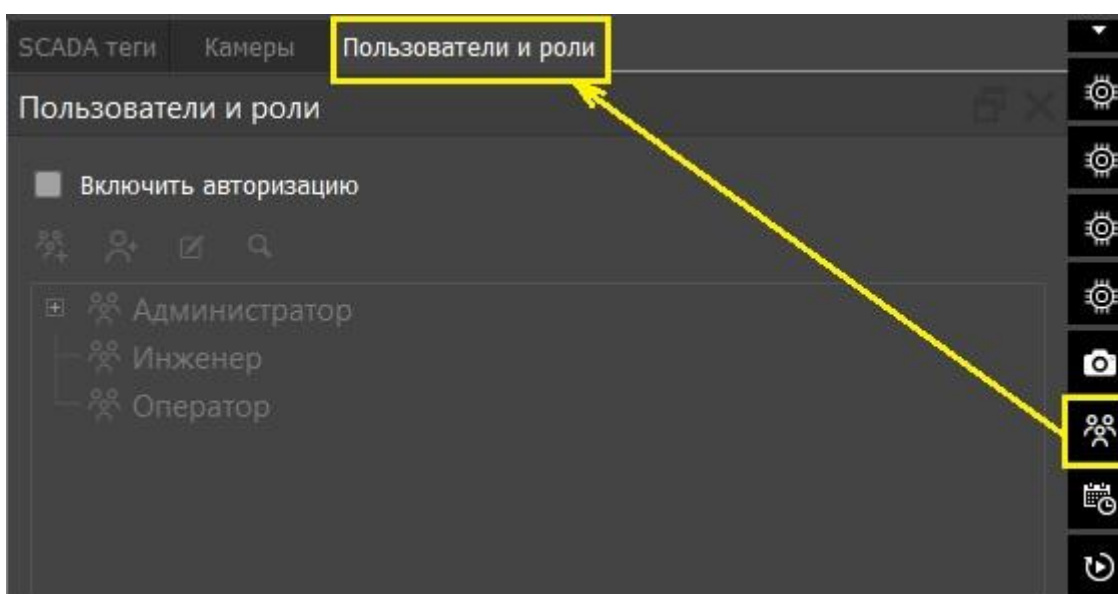 SCADA теги Камеры Пользователи и роли
Пользователи и роли
Включить авторизацию
Администратор
Инженер
Оператор